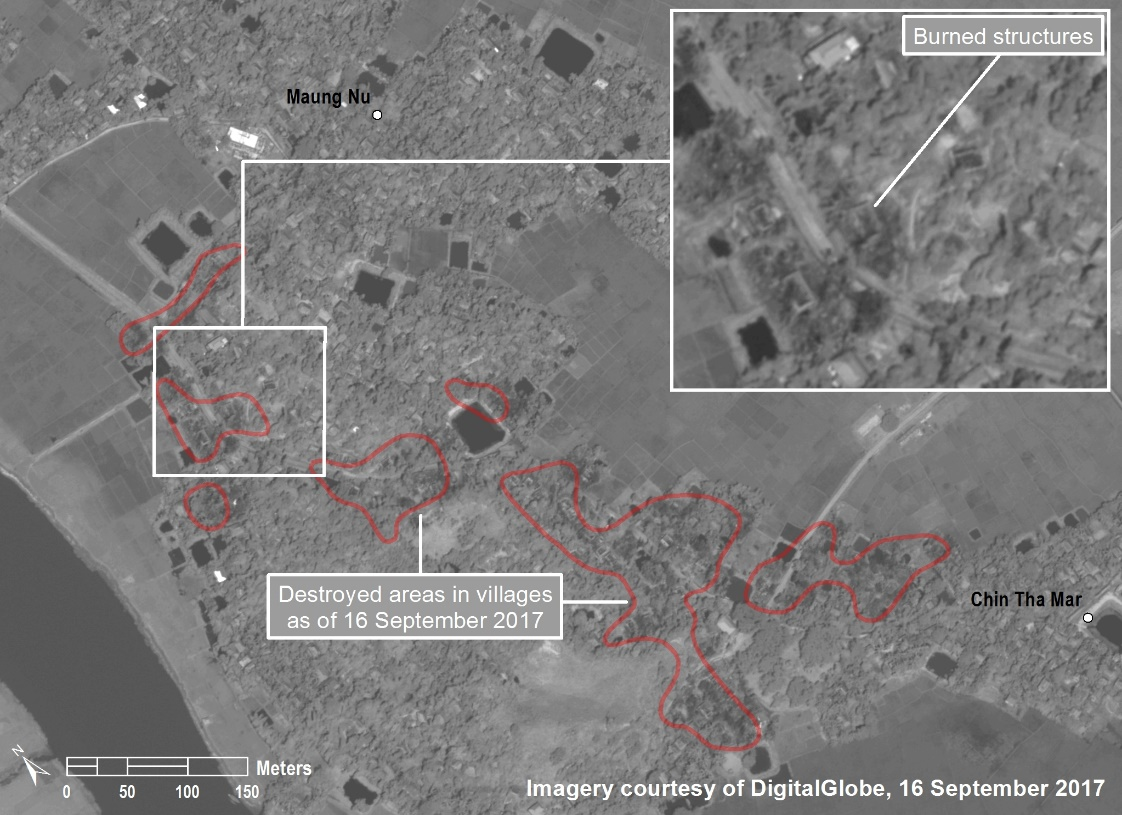 Burned structures
Maung Nu
Destroyed areas in villages
as of 16 September 2017
Chin Tha Mar
N
Meters
0 50 100 150
Imagery courtesy of DigitalGlobe, 16 September 2017